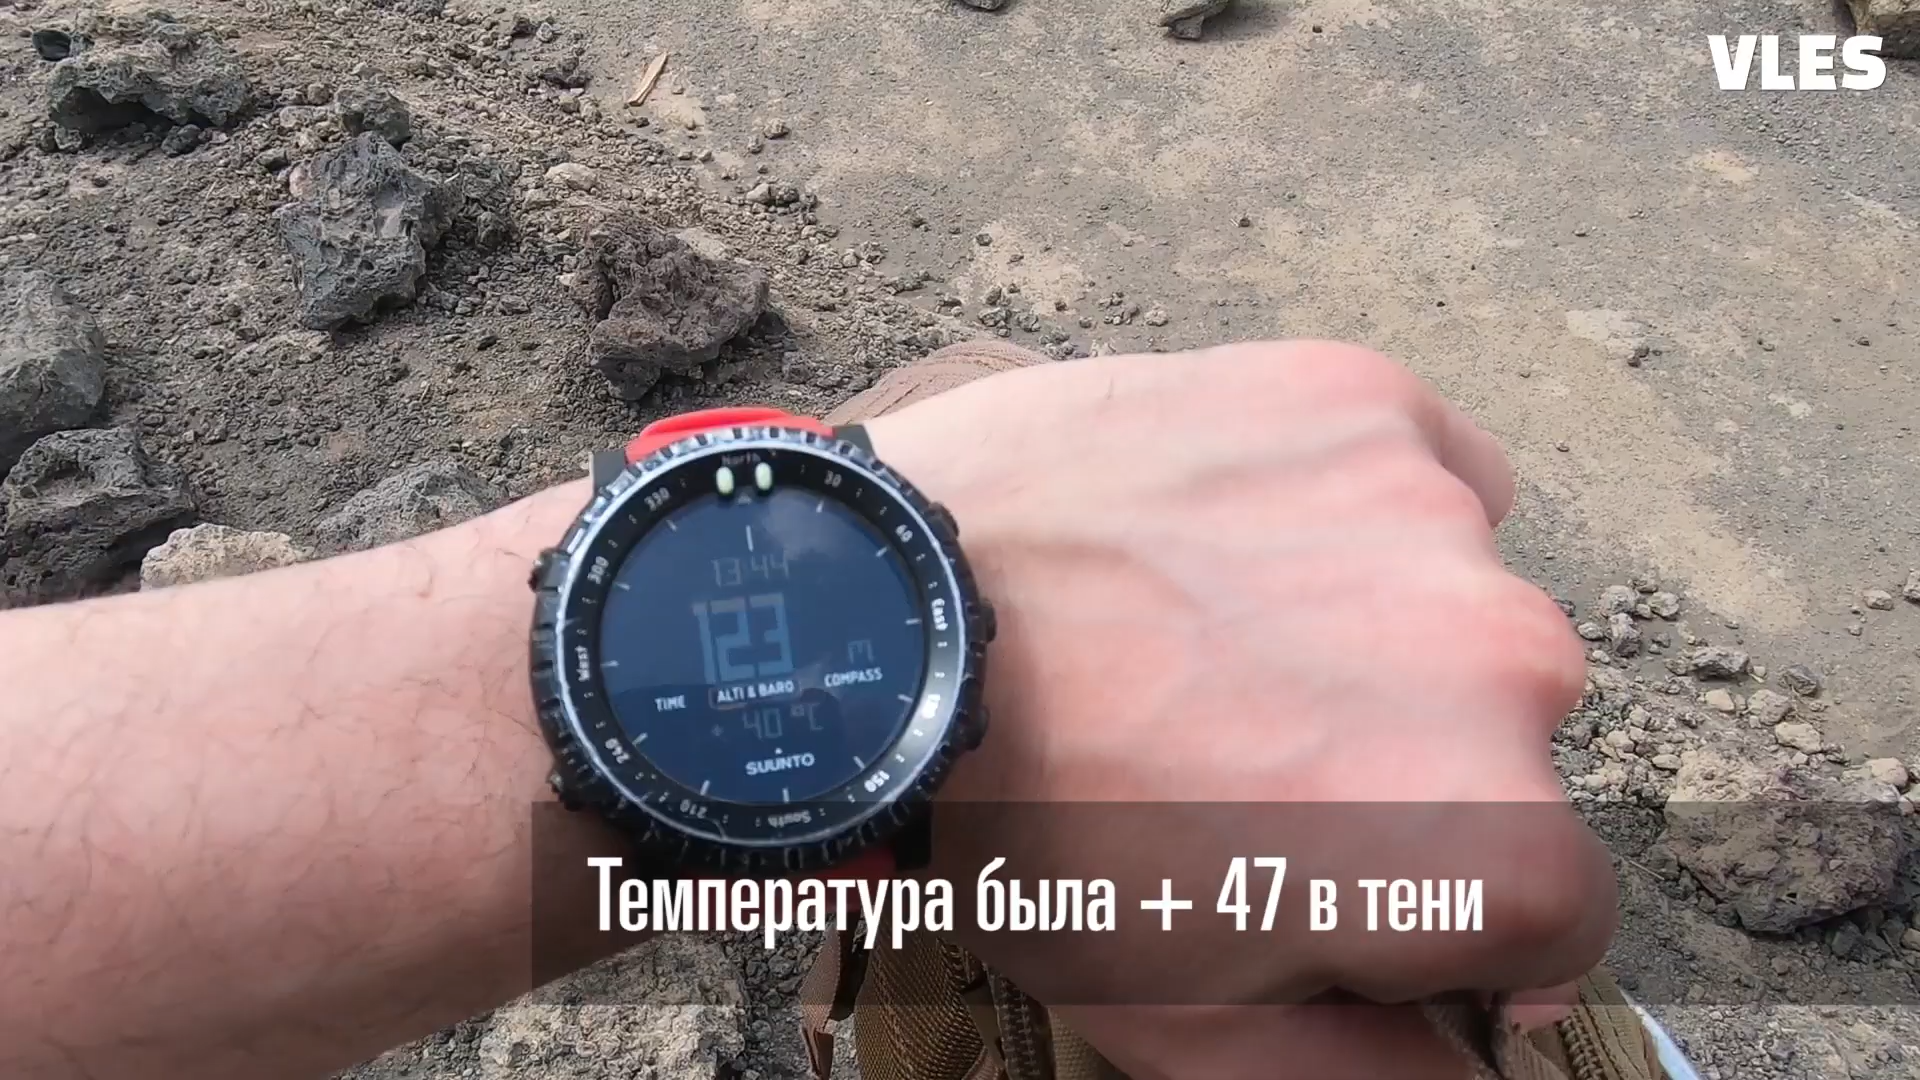 VLES
North
330
30
300
60
13:44
East
123
West
m
TIME
ALTI & BARO
COMPASS
+ 40 °C
240
SUUNTO
150
210
South
Температура была + 47 в тени